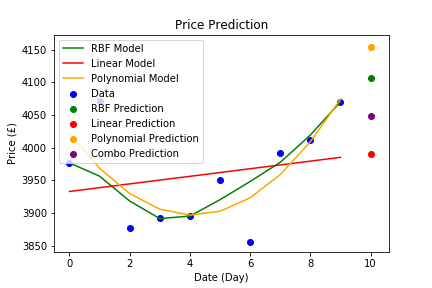 Price Prediction
RBF Model
Linear Model
Polynomial Model
Data
RBF Prediction
Linear Prediction
Polynomial Prediction
Combo Prediction
Price (£)
4150
4100
4050
4000
3950
3900
3850
0 2 4 6 8 10
Date (Day)